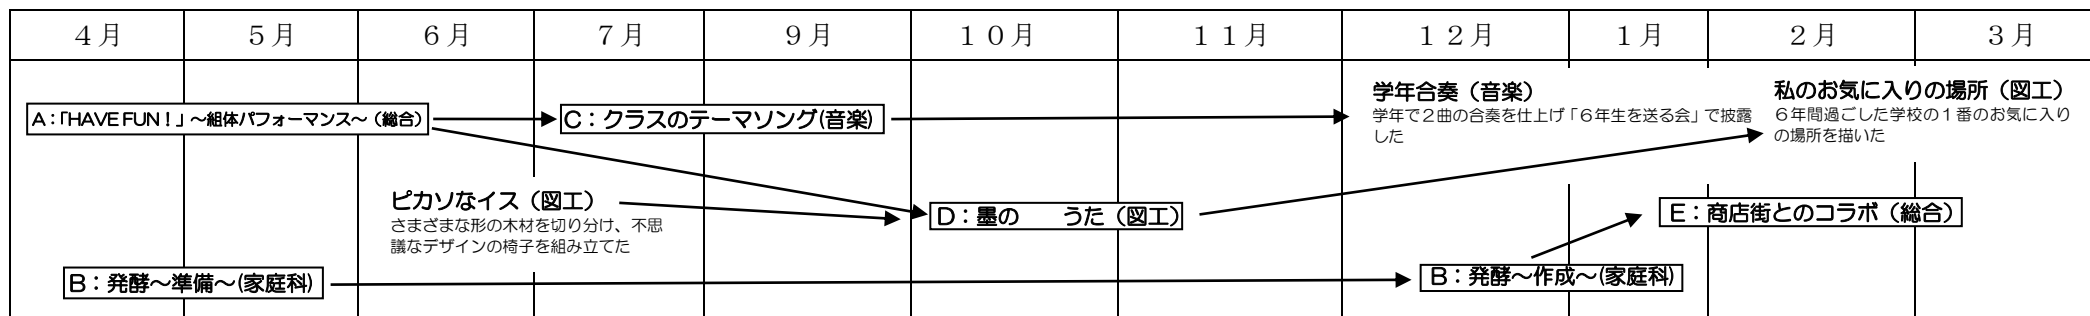 ４月 ５月 ６月 ７月 ９月 １０月 １１月 １２月 １月 ２月 ３月
A：「HAVE FUN！」～組体パフォーマンス～（総合）
C：クラスのテーマソング(音楽)
学年合奏（音楽）
学年で２曲の合奏を仕上げ「６年生を送る会」で披露
した
私のお気に入りの場所（図工）
６年間過ごした学校の１番のお気に入り
の場所を描いた
ピカソなイス（図工）
さまざまな形の木材を切り分け、不思
議なデザインの椅子を組み立てた
D：墨の　　うた（図工）
E：商店街とのコラボ（総合）
B：発酵～準備～(家庭科)
B：発酵～作成～(家庭科)